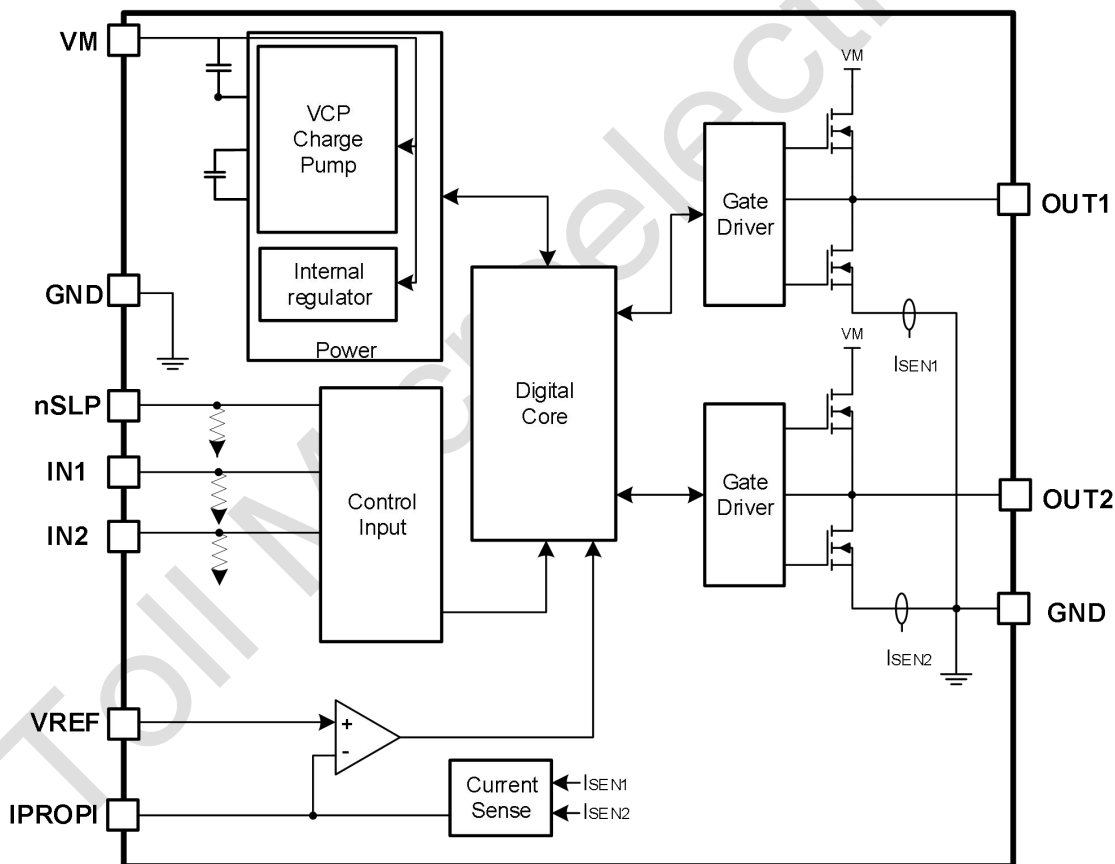 VM
GND
nSLP
IN1
IN2
VREF
IPROPI
VCP
Charge
Pump
Internal
regulator
Power
Control
Input
Digital
Core
+
-
Current
Sense
ISEN1
ISEN2
Gate
Driver
VM
ISEN1
Gate
Driver
VM
ISEN2
OUT1
OUT2
GND